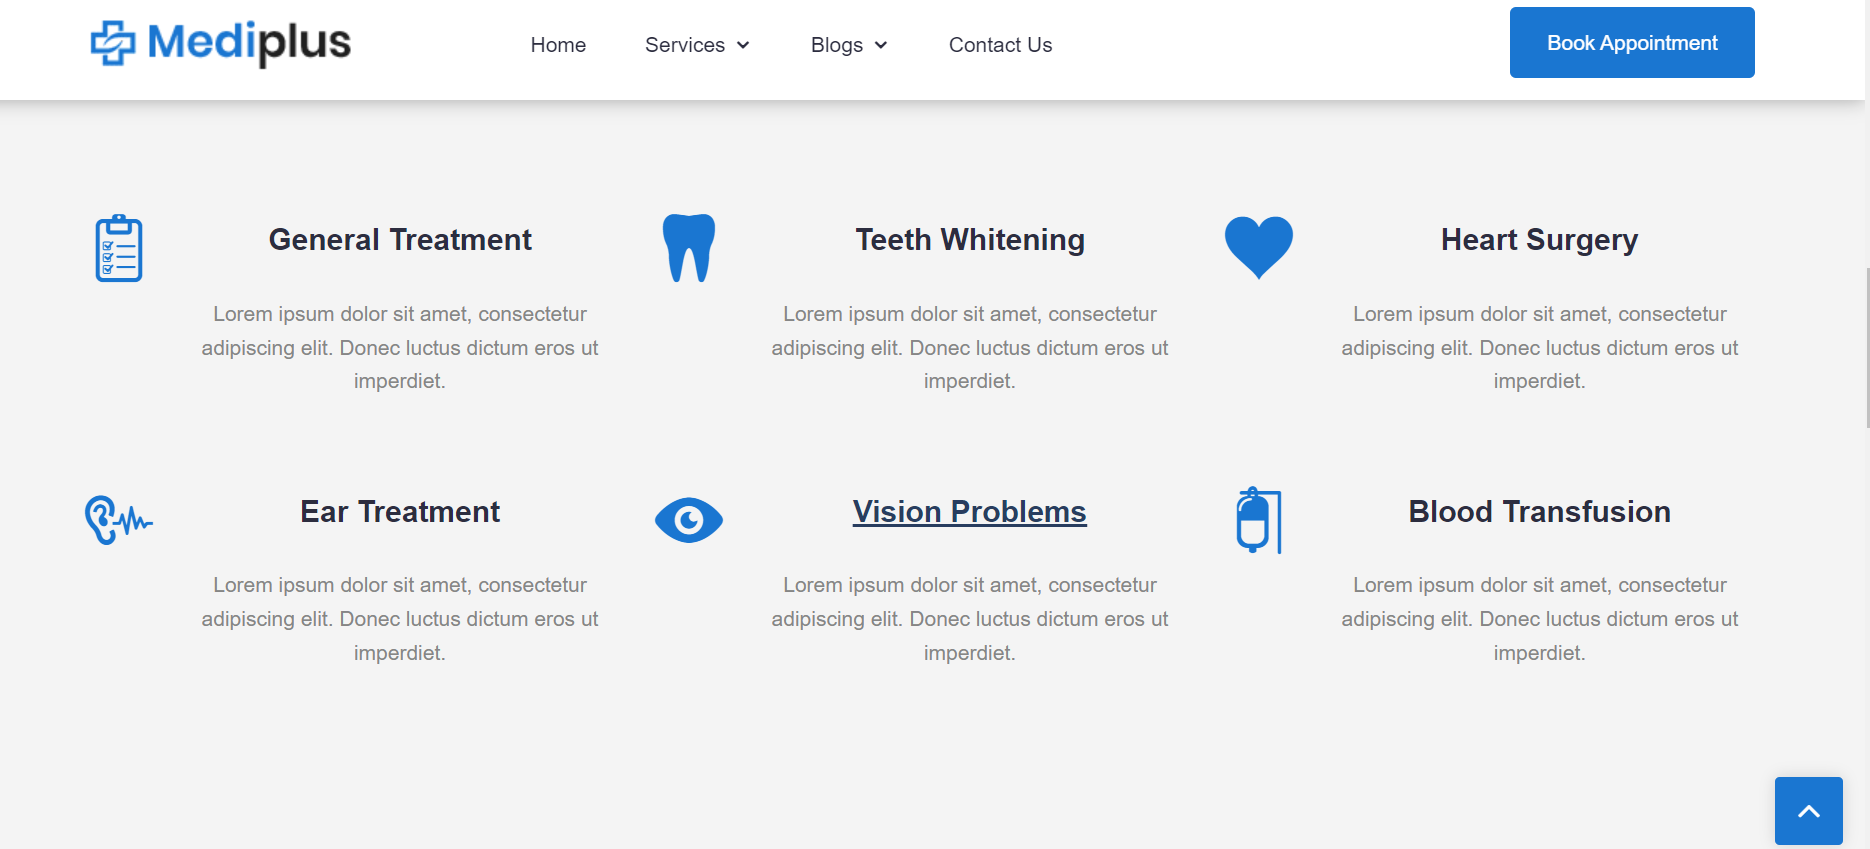 Mediplus
Home
Services
Blogs
Contact Us
Book Appointment
General Treatment
Lorem ipsum dolor sit amet, consectetur
adipiscing elit. Donec luctus dictum eros ut
imperdiet.
Teeth Whitening
Lorem ipsum dolor sit amet, consectetur
adipiscing elit. Donec luctus dictum eros ut
imperdiet.
Heart Surgery
Lorem ipsum dolor sit amet, consectetur
adipiscing elit. Donec luctus dictum eros ut
imperdiet.
Ear Treatment
Lorem ipsum dolor sit amet, consectetur
adipiscing elit. Donec luctus dictum eros ut
imperdiet.
Vision Problems
Lorem ipsum dolor sit amet, consectetur
adipiscing elit. Donec luctus dictum eros ut
imperdiet.
Blood Transfusion
Lorem ipsum dolor sit amet, consectetur
adipiscing elit. Donec luctus dictum eros ut
imperdiet.